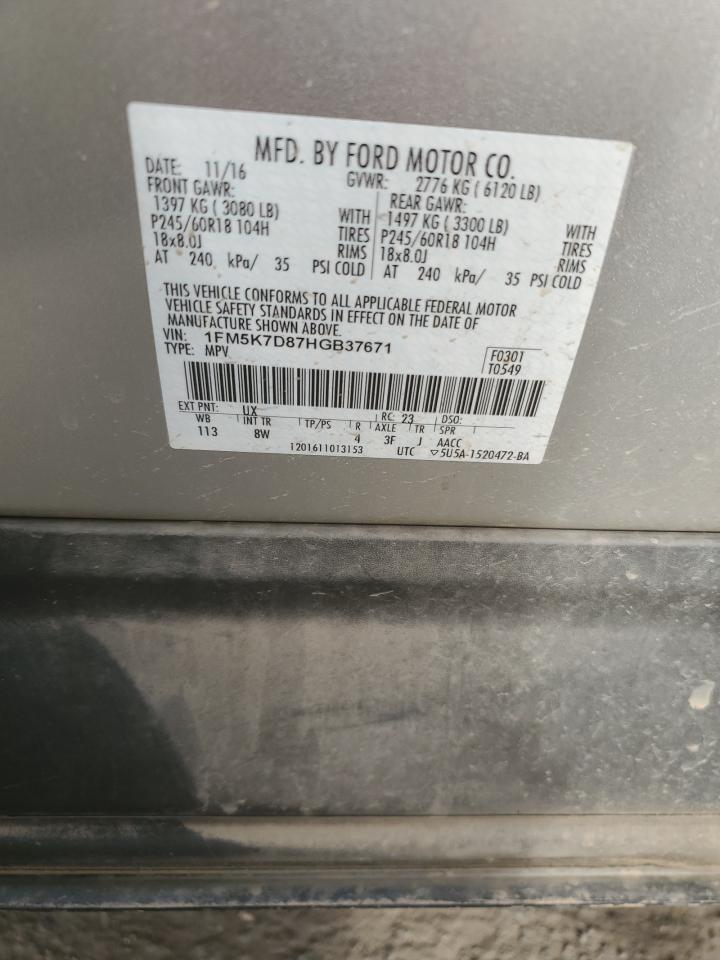 MFD. BY FORD MOTOR CO.
DATE: 11/16 GVWR: 2776 KG ( 6120 LB)
FRONT GAWR: REAR GAWR:
1397 KG ( 3080 LB) WITH 1497 KG ( 3300 LB) WITH
P245/60R18 104H TIRES P245/60R18 104H TIRES
18x8.0J RIMS 18x8.0J RIMS
AT 240 kPa/ 35 PSI COLD AT 240 kPa/ 35 PSI COLD
THIS VEHICLE CONFORMS TO ALL APPLICABLE FEDERAL MOTOR
VEHICLE SAFETY STANDARDS IN EFFECT ON THE DATE OF
MANUFACTURE SHOWN ABOVE.
VIN: 1FM5K7D87HGB37671
TYPE: MPV
F0301
T0549
EXT PNT: UX RC: 23 DSO:
WB INT TR TP/PS R AXLE TR SPR
113 8W 4 3F J AACC
1201611013153 UTC ▽5U5A-1520472-BA